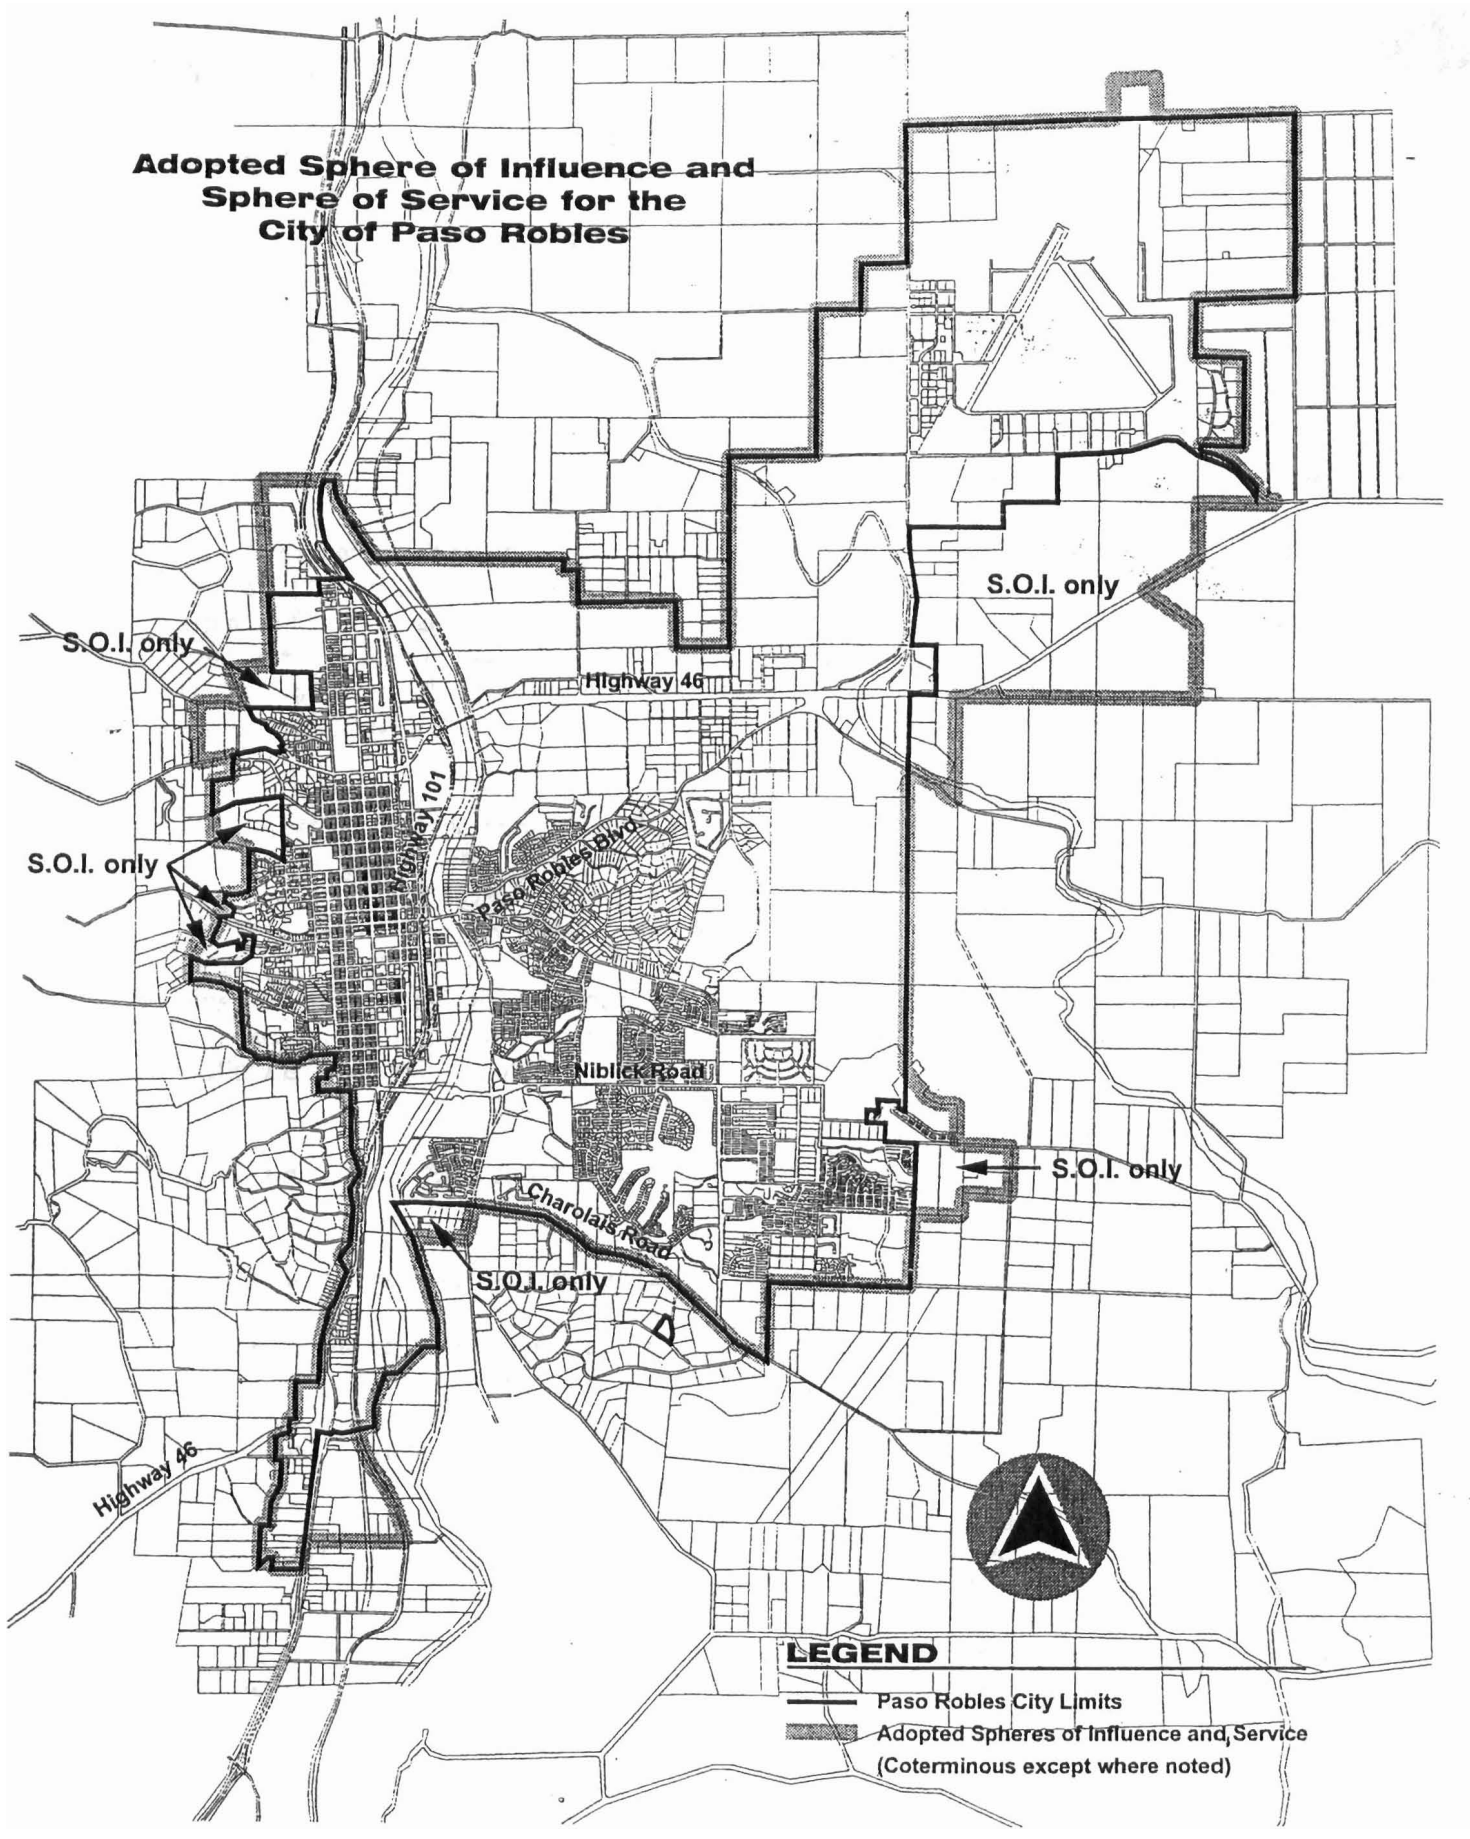 Adopted Sphere of Influence and
Sphere of Service for the
City of Paso Robles
S.O.I. only
S.O.I. only
Highway 46
Highway 101
S.O.I. only
Paso Robles Blvd.
Niblick Road
S.O.I. only
Charolais Road
S.O.I. only
Highway 46
LEGEND
Paso Robles City Limits
Adopted Spheres of Influence and Service
(Coterminous except where noted)